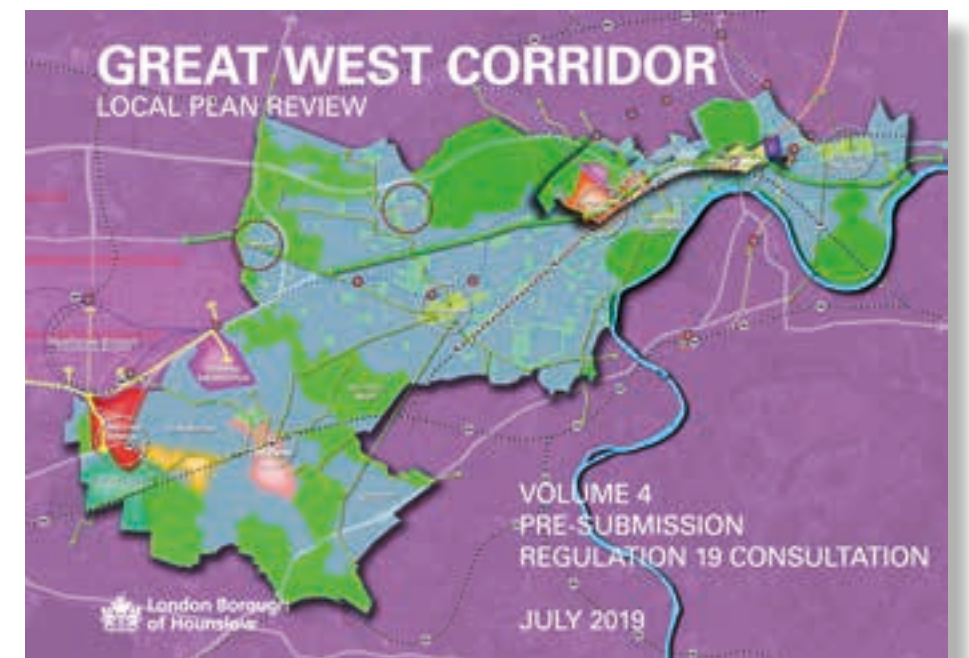 GREAT WEST CORRIDOR
LOCAL PLAN REVIEW
VOLUME 4
PRE-SUBMISSION
REGULATION 19 CONSULTATION
JULY 2019
London Borough
of Hounslow